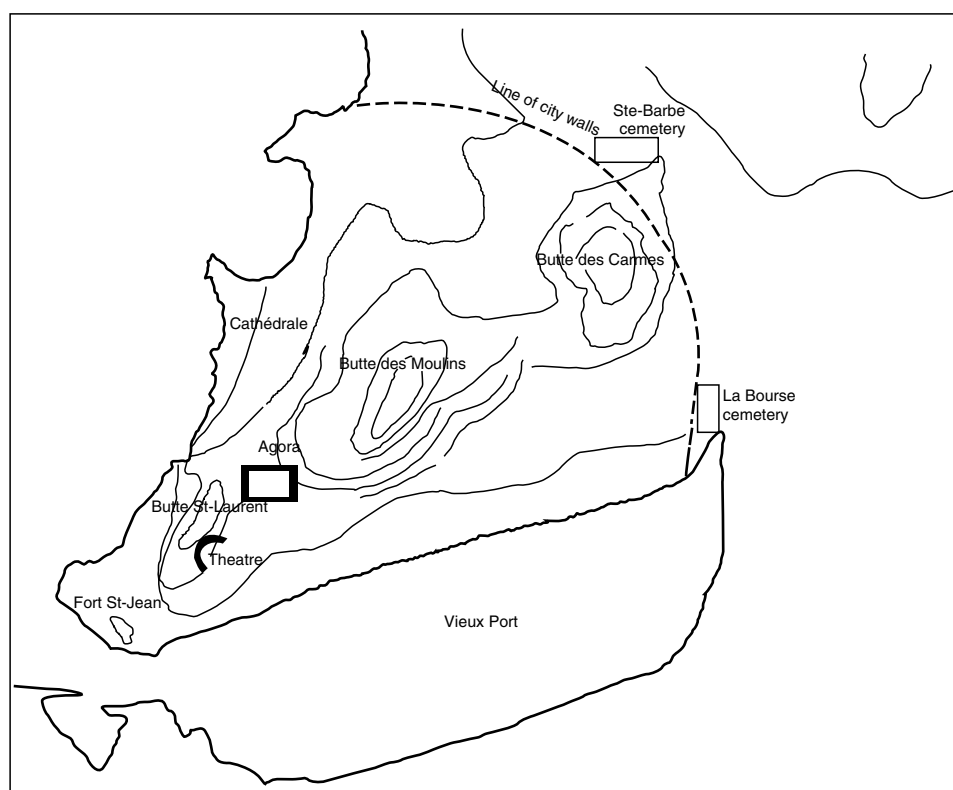 Line of city walls
Ste-Barbe
cemetery
Butte des Carmes
Cathédrale
Butte des Moulins
La Bourse
cemetery
Agora
Butte St-Laurent
Theatre
Fort St-Jean
Vieux Port